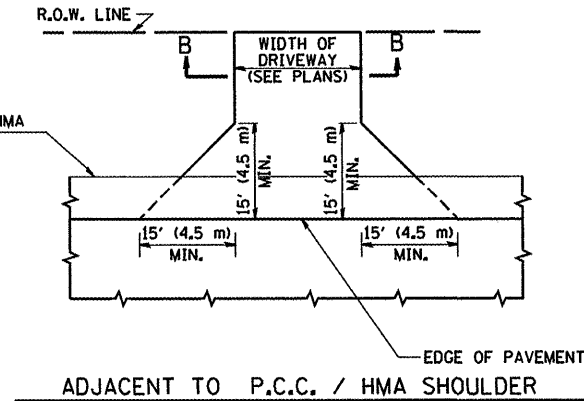 R.O.W. LINE
B
WIDTH OF
DRIVEWAY
(SEE PLANS)
B
HMA
15' (4.5 m)
MIN.
15' (4.5 m)
MIN.
15' (4.5 m)
MIN.
15' (4.5 m)
MIN.
EDGE OF PAVEMENT
ADJACENT TO P.C.C. / HMA SHOULDER